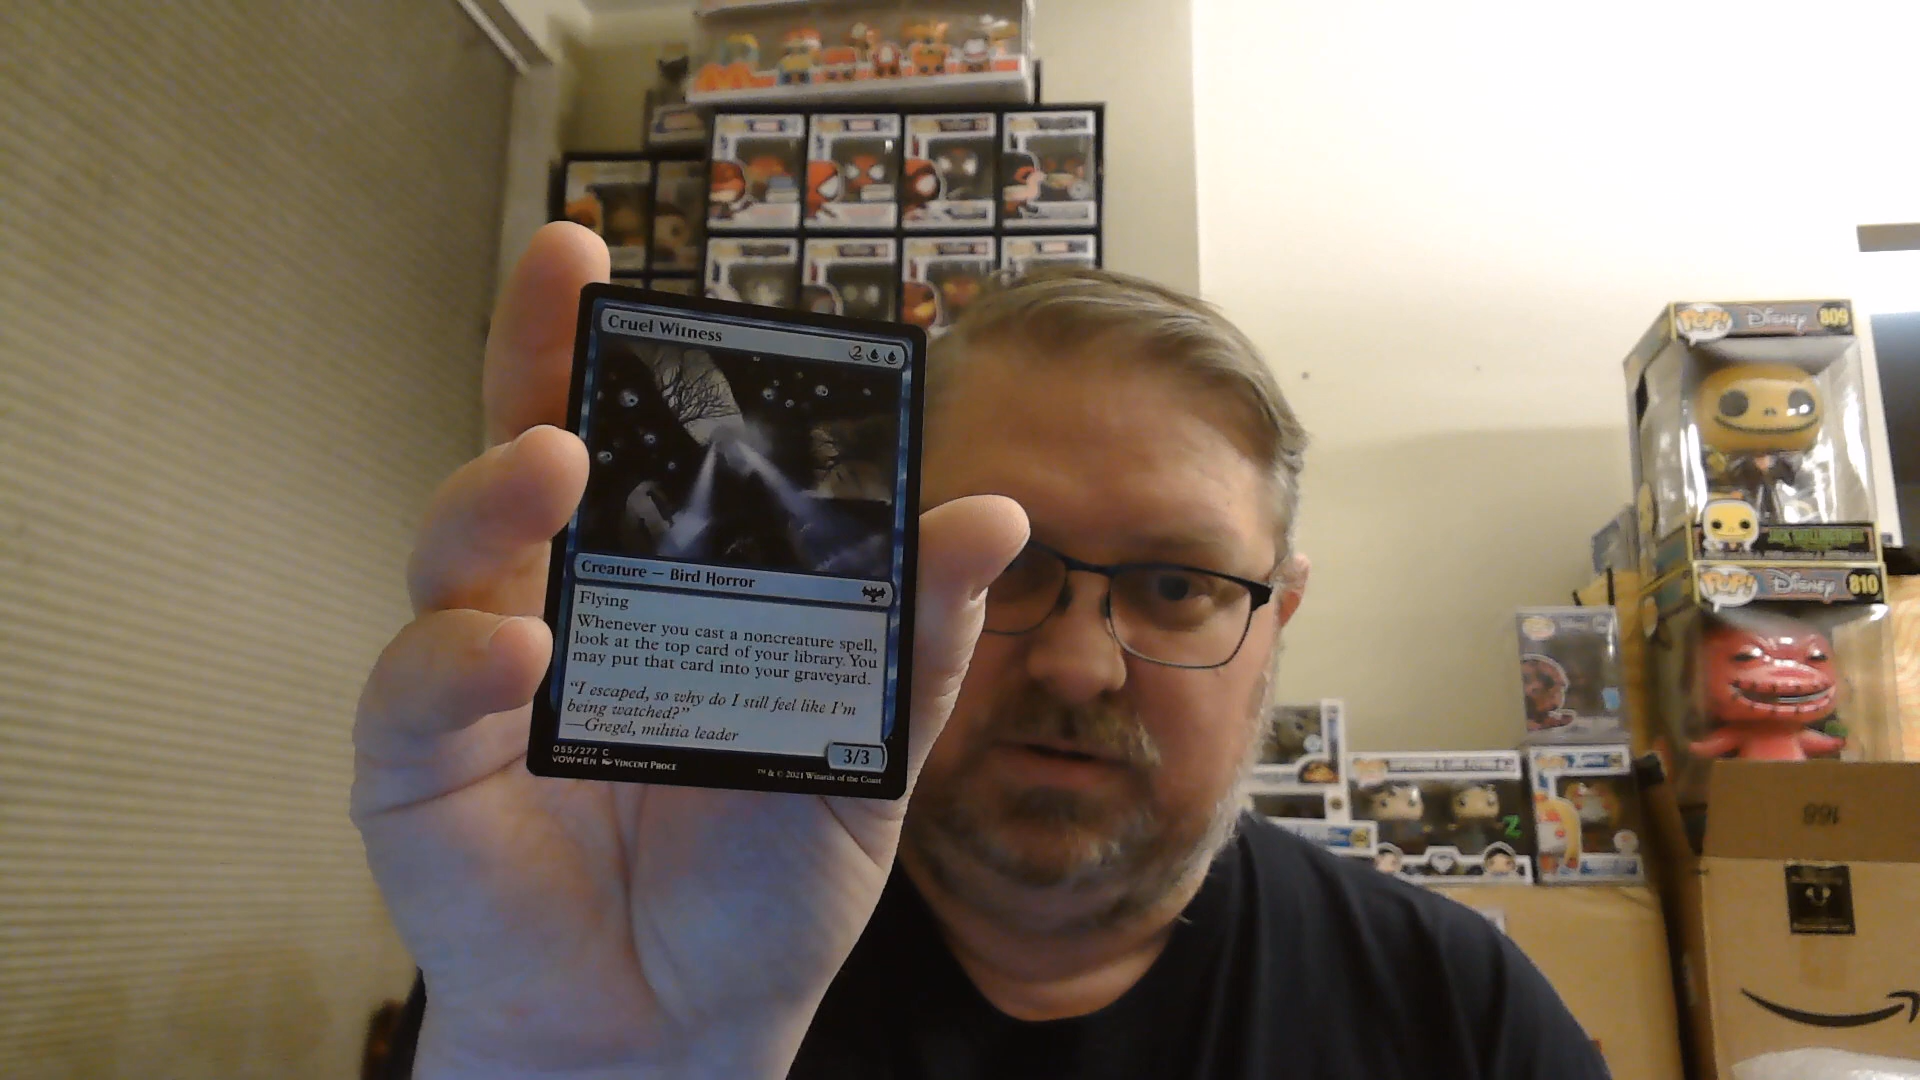 Cruel Witness
2
Creature — Bird Horror
Flying
Whenever you cast a noncreature spell,
look at the top card of your library. You
may put that card into your graveyard.
"I escaped, so why do I still feel like I'm
being watched?"
—Gregel, militia leader
3/3
055/277 C
VOW★EN VINCENT PROCE
™ & © 2021 Wizards of the Coast
POP! Disney 809
POP! Disney 810
168